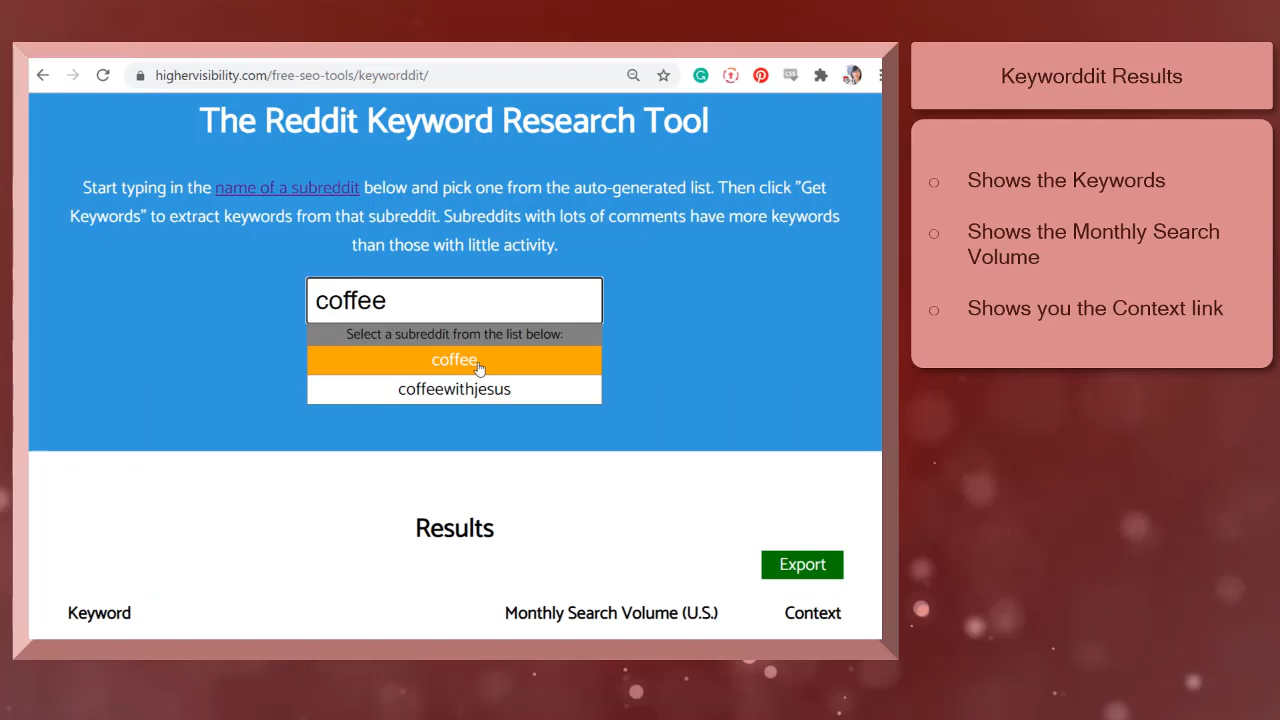 highervisibility.com/free-seo-tools/keyworddit/
The Reddit Keyword Research Tool
Start typing in the name of a subreddit below and pick one from the auto-generated list. Then click "Get
Keywords" to extract keywords from that subreddit. Subreddits with lots of comments have more keywords
than those with little activity.
coffee
Select a subreddit from the list below:
coffee
coffeewithjesus
Results
Export
Keyword Monthly Search Volume (U.S.) Context
Keyworddit Results
Shows the Keywords
Shows the Monthly Search
Volume
Shows you the Context link